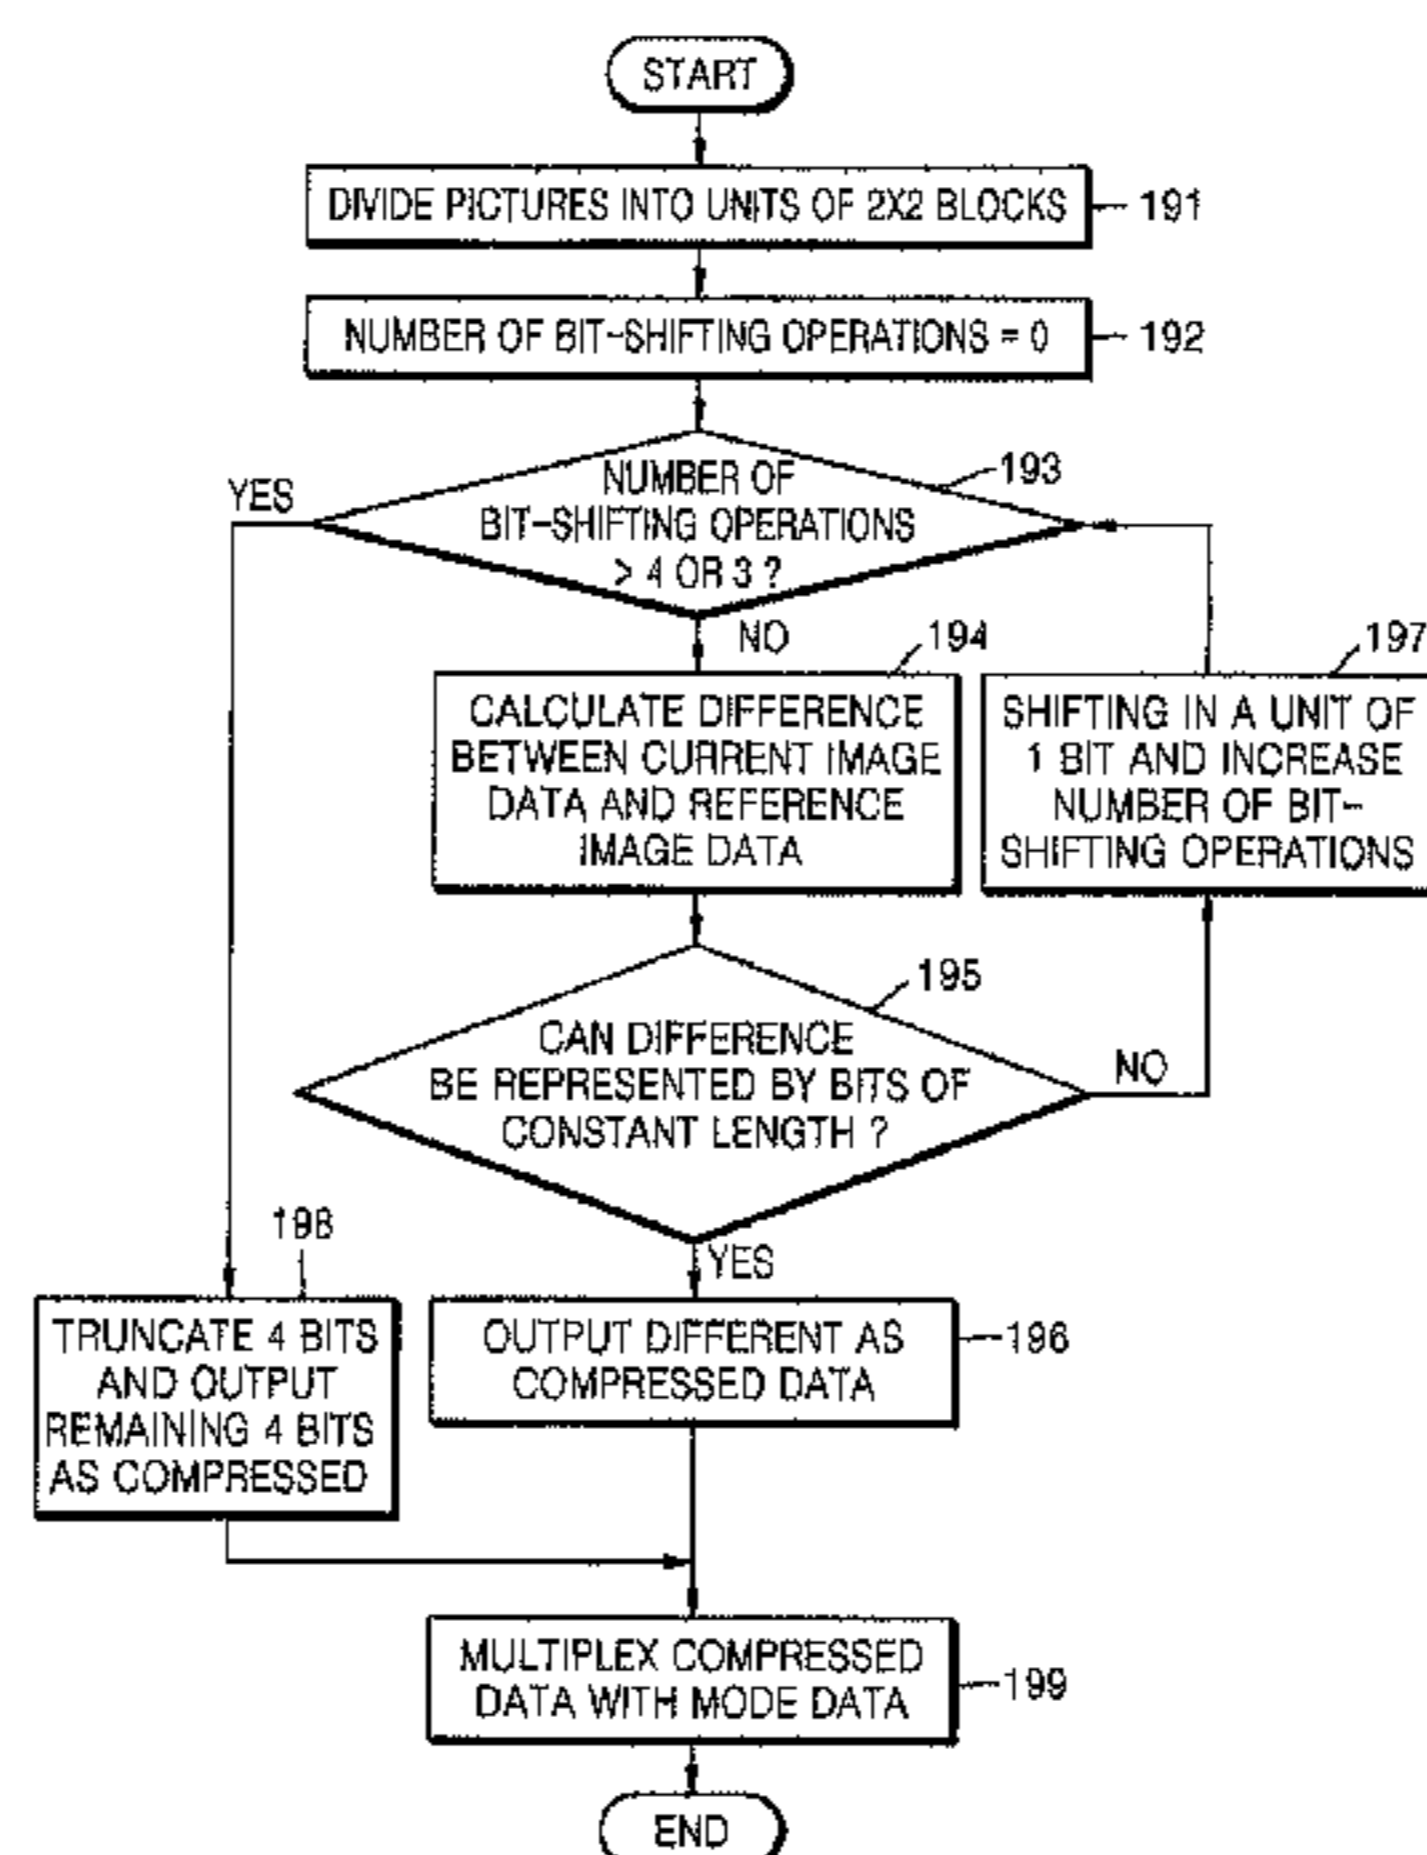 START
DIVIDE PICTURES INTO UNITS OF 2X2 BLOCKS
191
NUMBER OF BIT-SHIFTING OPERATIONS = 0
192
NUMBER OF
BIT-SHIFTING OPERATIONS
> 4 OR 3 ?
193
YES
NO
194
CALCULATE DIFFERENCE
BETWEEN CURRENT IMAGE
DATA AND REFERENCE
IMAGE DATA
197
SHIFTING IN A UNIT OF
1 BIT AND INCREASE
NUMBER OF BIT-
SHIFTING OPERATIONS
195
CAN DIFFERENCE
BE REPRESENTED BY BITS OF
CONSTANT LENGTH ?
NO
YES
198
TRUNCATE 4 BITS
AND OUTPUT
REMAINING 4 BITS
AS COMPRESSED
OUTPUT DIFFERENT AS
COMPRESSED DATA
196
MULTIPLEX COMPRESSED
DATA WITH MODE DATA
199
END